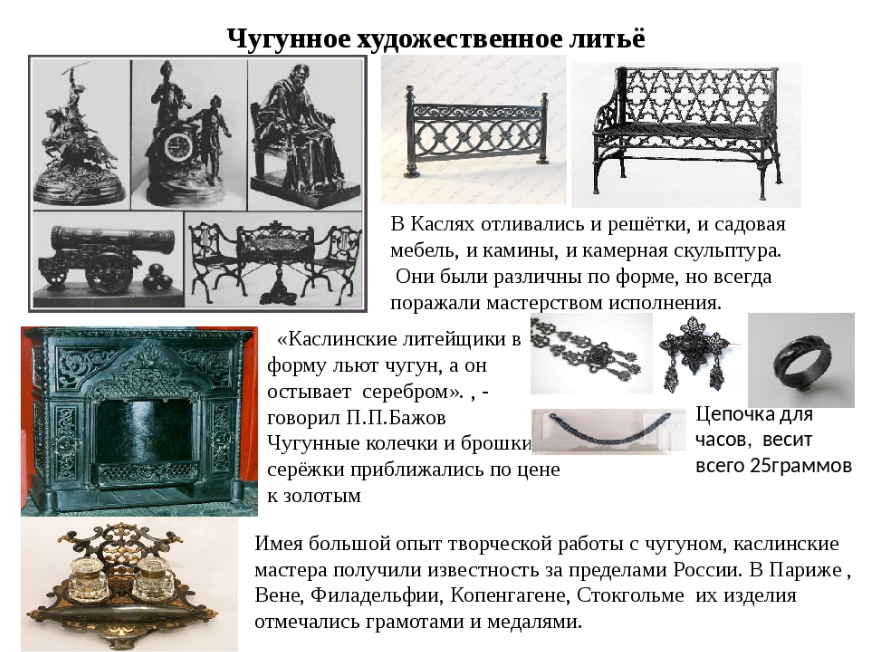 Чугунное художественное литьё
В Каслях отливались и решётки, и садовая
мебель, и камины, и камерная скульптура.
Они были различны по форме, но всегда
поражали мастерством исполнения.
«Каслинские литейщики в
форму льют чугун, а он
остывает серебром». , -
говорил П.П.Бажов
Чугунные колечки и брошки
серёжки приближались по цене
к золотым
Цепочка для
часов, весит
всего 25граммов
Имея большой опыт творческой работы с чугуном, каслинские
мастера получили известность за пределами России. В Париже ,
Вене, Филадельфии, Копенгагене, Стокгольме их изделия
отмечались грамотами и медалями.